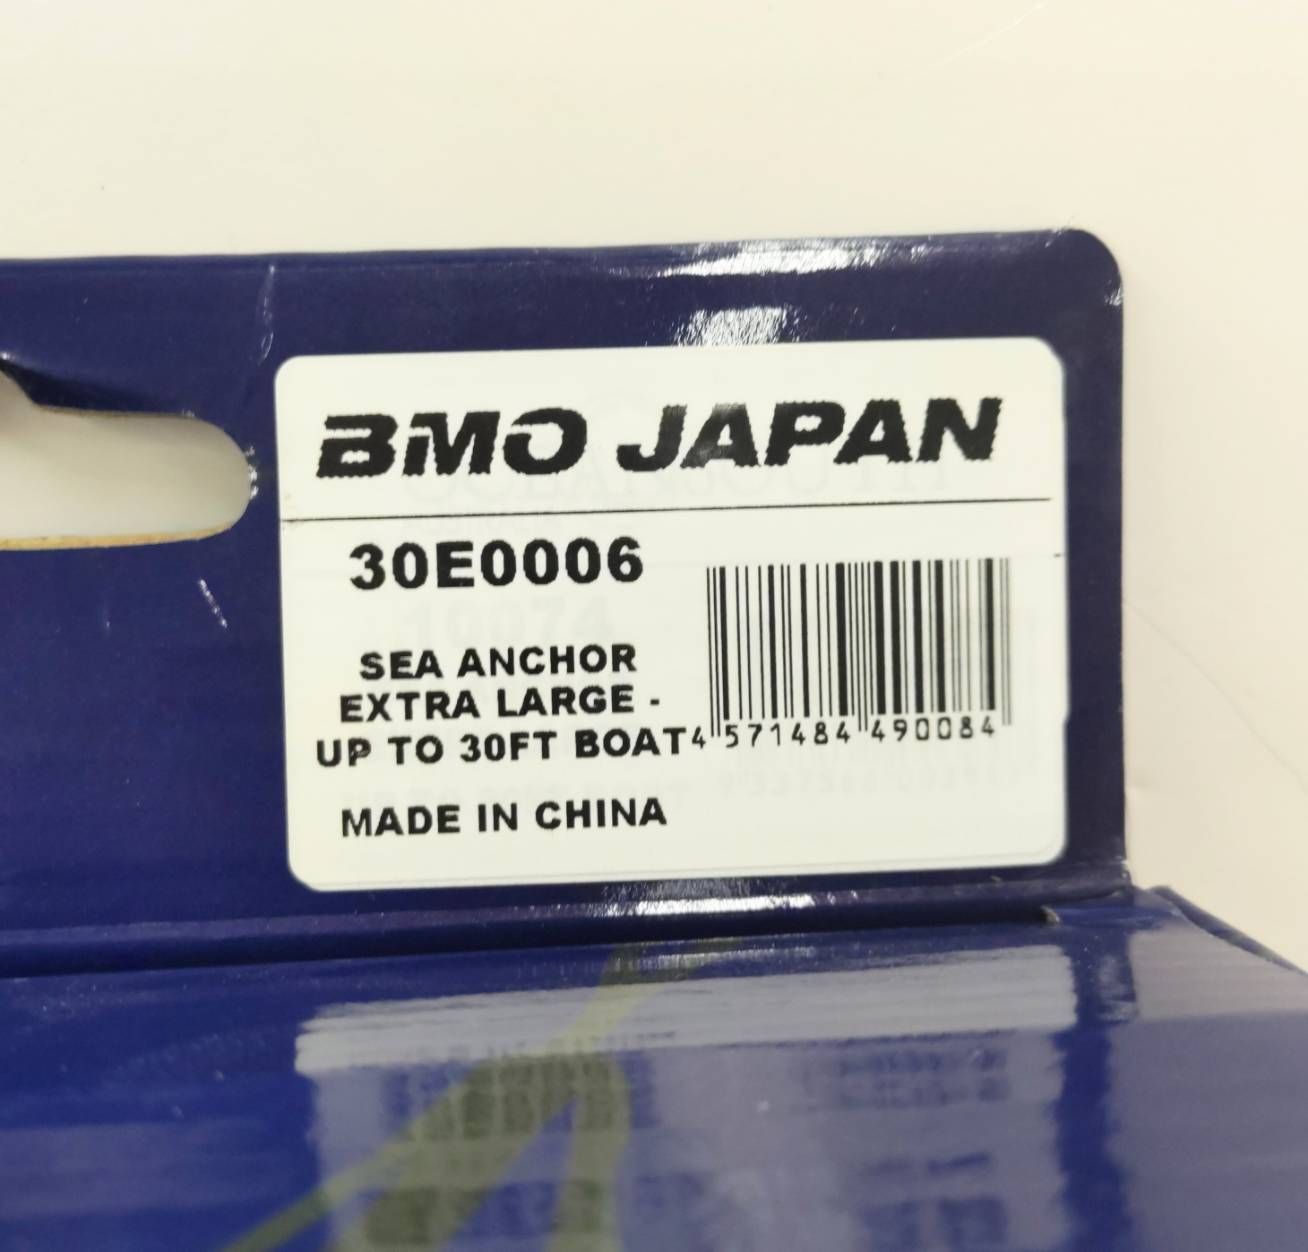 BMO JAPAN
30E0006
SEA ANCHOR
EXTRA LARGE -
UP TO 30FT BOAT
4 571484 490084
MADE IN CHINA